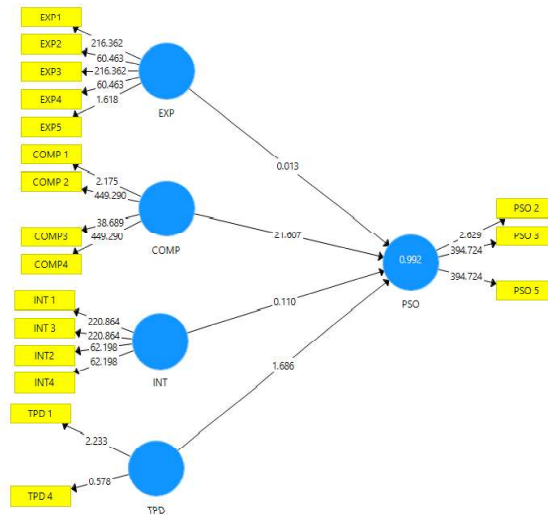 EXP1
216.362
EXP2
60.463
EXP3
216.362
EXP4
60.463
EXP5
1.618
EXP
COMP 1
2.175
COMP 2
449.290
COMP3
38.689
COMP4
449.290
COMP
INT 1
220.864
INT 3
220.864
INT2
62.198
INT4
62.198
INT
TPD 1
2.233
TPD 4
0.578
TPD
0.013
21.607
0.110
1.686
0.992
PSO
PSO 2
2.629
PSO 3
394.724
PSO 5
394.724